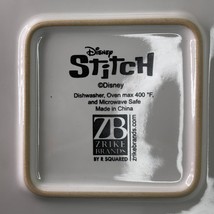 Disney
Stitch
©Disney
Dishwasher, Oven max 400 °F,
and Microwave Safe
Made in China
ZB
ZRIKE
BRANDS
BY R SQUARED
zrikebrands.com